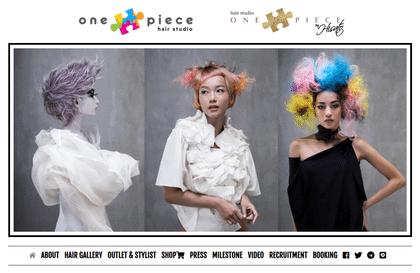 one piece
hair studio
hair studio
ONE PIECE
by Hisato
ABOUT HAIR GALLERY OUTLET & STYLIST SHOP PRESS MILESTONE VIDEO RECRUITMENT BOOKING